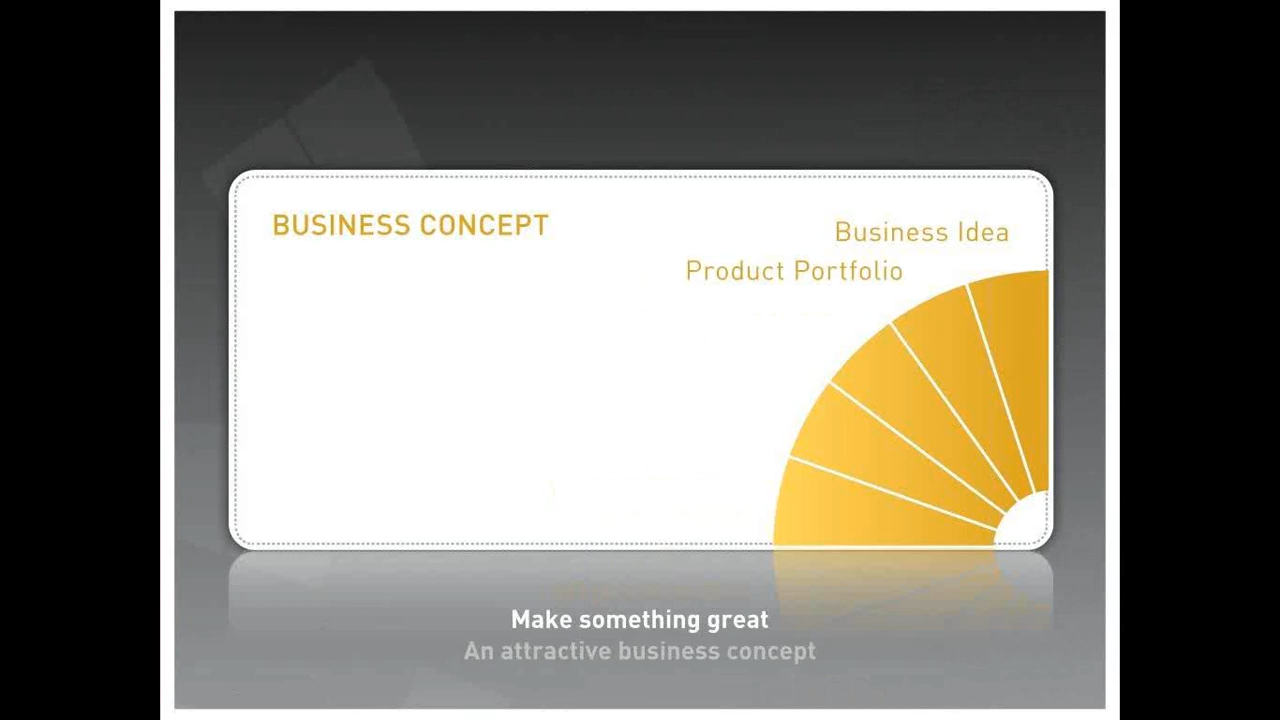 BUSINESS CONCEPT
Business Idea
Product Portfolio
Make something great
An attractive business concept